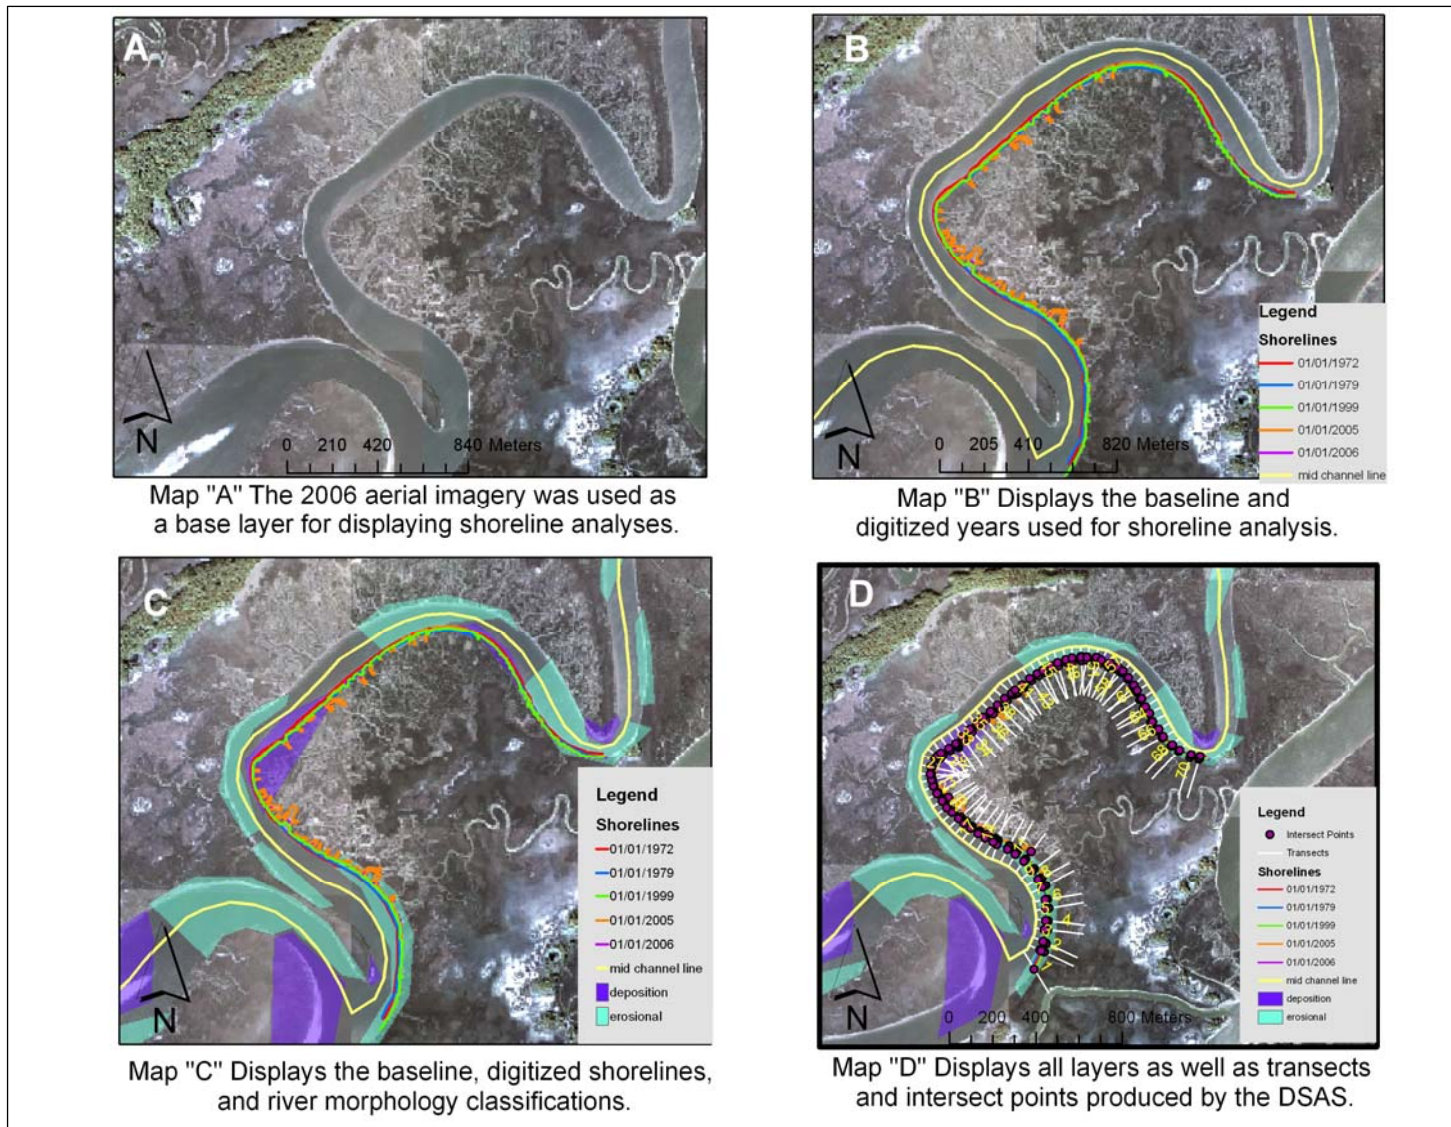 A
N
0 210 420 840 Meters
Map "A" The 2006 aerial imagery was used as
a base layer for displaying shoreline analyses.
B
Legend
Shorelines
01/01/1972
01/01/1979
01/01/1999
01/01/2005
01/01/2006
mid channel line
N
0 205 410 820 Meters
Map "B" Displays the baseline and
digitized years used for shoreline analysis.
C
Legend
Shorelines
01/01/1972
01/01/1979
01/01/1999
01/01/2005
01/01/2006
mid channel line
deposition
erosional
N
Map "C" Displays the baseline, digitized shorelines,
and river morphology classifications.
D
70
6
4
2
1
Legend
Intersect Points
Transects
Shorelines
01/01/1972
01/01/1979
01/01/1999
01/01/2005
01/01/2006
mid channel line
deposition
erosional
N
0 200 400 800 Meters
Map "D" Displays all layers as well as transects
and intersect points produced by the DSAS.